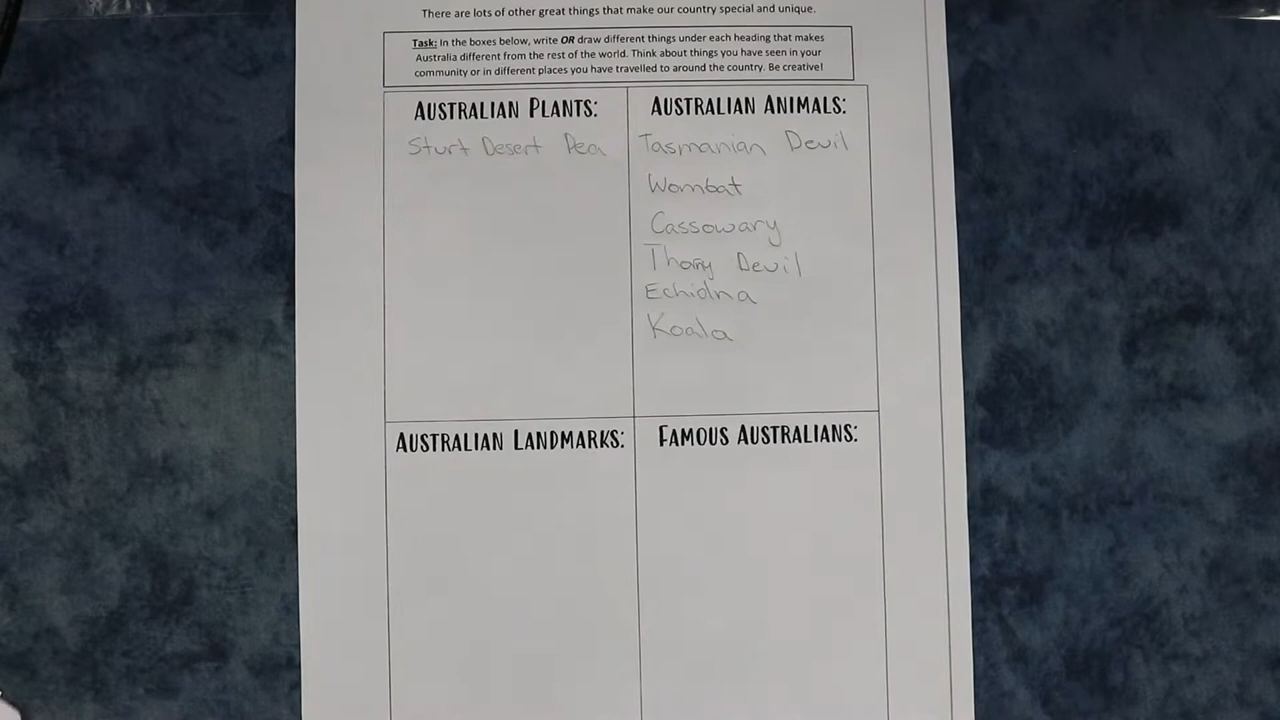 There are lots of other great things that make our country special and unique.
Task: In the boxes below, write OR draw different things under each heading that makes
Australia different from the rest of the world. Think about things you have seen in your
community or in different places you have travelled to around the country. Be creative!
AUSTRALIAN PLANTS:
Sturt Desert Pea
AUSTRALIAN ANIMALS:
Tasmanian Devil
Wombat
Cassowary
Thorny Devil
Echidna
Koala
AUSTRALIAN LANDMARKS:
FAMOUS AUSTRALIANS: